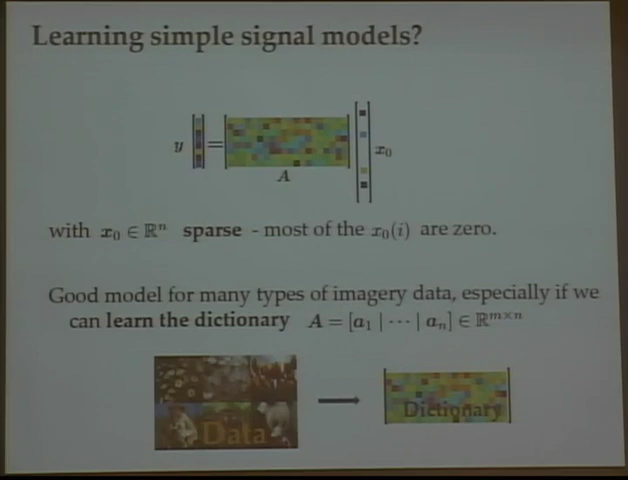 Learning simple signal models?
y = A x₀
with x₀ ∈ ℝⁿ sparse - most of the x₀(i) are zero.
Good model for many types of imagery data, especially if we
can learn the dictionary A = [a₁ | ··· | aₙ] ∈ ℝᵐˣⁿ
Data
Dictionary